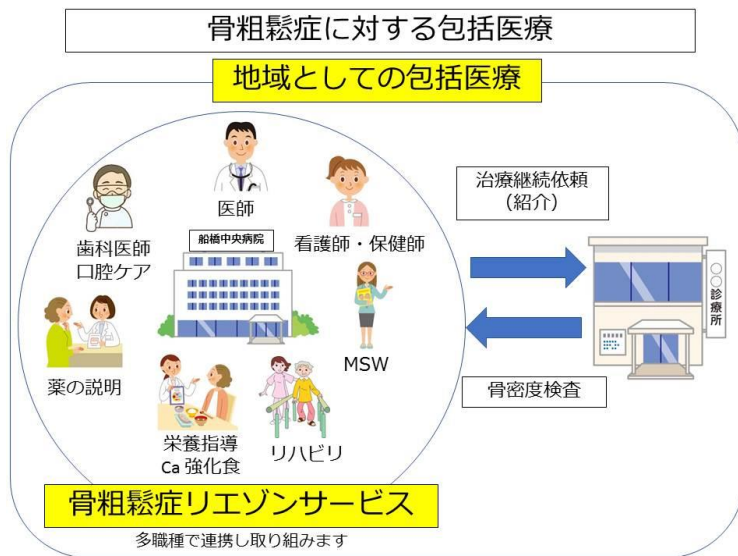 骨粗鬆症に対する包括医療
地域としての包括医療
医師
歯科医師
口腔ケア
船橋中央病院
看護師・保健師
薬の説明
MSW
栄養指導
Ca 強化食
リハビリ
治療継続依頼
(紹介)
○○診療所
骨密度検査
骨粗鬆症リエゾンサービス
多職種で連携し取り組みます